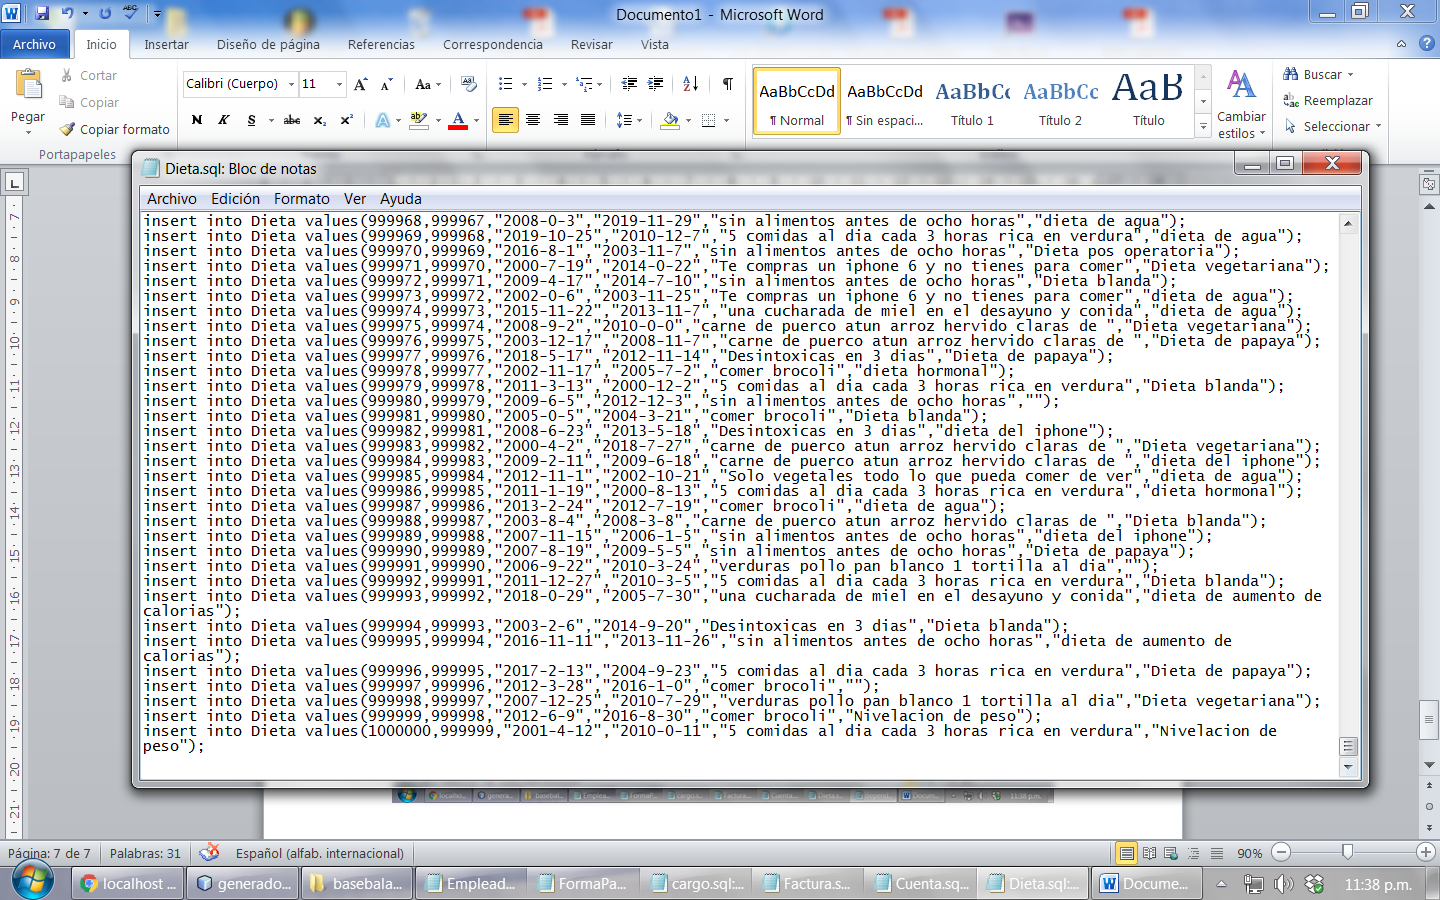 Documento1 - Microsoft Word
Archivo Inicio Insertar Diseño de página Referencias Correspondencia Revisar Vista
Pegar
Cortar
Copiar
Copiar formato
Portapapeles
Calibri (Cuerpo) 11
N K S abc x₂ x²
AaBbCcDd AaBbCcDd AaBbCc AaBbCc AaB
¶ Normal ¶ Sin espaci... Título 1 Título 2 Título
Cambiar
estilos
Buscar
Reemplazar
Seleccionar
Dieta.sql: Bloc de notas
Archivo Edición Formato Ver Ayuda
insert into Dieta values(999968,999967,"2008-0-3","2019-11-29","sin alimentos antes de ocho horas","dieta de agua");
insert into Dieta values(999969,999968,"2019-10-25","2010-12-7","5 comidas al dia cada 3 horas rica en verdura","dieta de agua");
insert into Dieta values(999970,999969,"2016-8-1","2003-11-7","sin alimentos antes de ocho horas","Dieta pos operatoria");
insert into Dieta values(999971,999970,"2000-7-19","2014-0-22","Te compras un iphone 6 y no tienes para comer","Dieta vegetariana");
insert into Dieta values(999972,999971,"2009-4-17","2014-7-10","sin alimentos antes de ocho horas","Dieta blanda");
insert into Dieta values(999973,999972,"2002-0-6","2003-11-25","Te compras un iphone 6 y no tienes para comer","dieta de agua");
insert into Dieta values(999974,999973,"2015-11-22","2013-11-7","una cucharada de miel en el desayuno y conida","dieta de agua");
insert into Dieta values(999975,999974,"2008-9-2","2010-0-0","carne de puerco atun arroz hervido claras de ","Dieta vegetariana");
insert into Dieta values(999976,999975,"2003-12-17","2008-11-7","carne de puerco atun arroz hervido claras de ","Dieta de papaya");
insert into Dieta values(999977,999976,"2018-5-17","2012-11-14","Desintoxicas en 3 dias","Dieta de papaya");
insert into Dieta values(999978,999977,"2002-11-17","2005-7-2","comer brocoli","dieta hormonal");
insert into Dieta values(999979,999978,"2011-3-13","2000-12-2","5 comidas al dia cada 3 horas rica en verdura","Dieta blanda");
insert into Dieta values(999980,999979,"2009-6-5","2012-12-3","sin alimentos antes de ocho horas","");
insert into Dieta values(999981,999980,"2005-0-5","2004-3-21","comer brocoli","Dieta blanda");
insert into Dieta values(999982,999981,"2008-6-23","2013-5-18","Desintoxicas en 3 dias","dieta del iphone");
insert into Dieta values(999983,999982,"2000-4-2","2018-7-27","carne de puerco atun arroz hervido claras de ","Dieta vegetariana");
insert into Dieta values(999984,999983,"2009-2-11","2009-6-18","carne de puerco atun arroz hervido claras de ","dieta del iphone");
insert into Dieta values(999985,999984,"2012-11-1","2002-10-21","Solo vegetales todo lo que pueda comer de ver","dieta de agua");
insert into Dieta values(999986,999985,"2011-1-19","2000-8-13","5 comidas al dia cada 3 horas rica en verdura","dieta hormonal");
insert into Dieta values(999987,999986,"2013-2-24","2012-7-19","comer brocoli","dieta de agua");
insert into Dieta values(999988,999987,"2003-8-4","2008-3-8","carne de puerco atun arroz hervido claras de ","Dieta blanda");
insert into Dieta values(999989,999988,"2007-11-15","2006-1-5","sin alimentos antes de ocho horas","dieta del iphone");
insert into Dieta values(999990,999989,"2007-8-19","2009-5-5","sin alimentos antes de ocho horas","Dieta de papaya");
insert into Dieta values(999991,999990,"2006-9-22","2010-3-24","verduras pollo pan blanco 1 tortilla al dia","");
insert into Dieta values(999992,999991,"2011-12-27","2010-3-5","5 comidas al dia cada 3 horas rica en verdura","Dieta blanda");
insert into Dieta values(999993,999992,"2018-0-29","2005-7-30","una cucharada de miel en el desayuno y conida","dieta de aumento de
calorias");
insert into Dieta values(999994,999993,"2003-2-6","2014-9-20","Desintoxicas en 3 dias","Dieta blanda");
insert into Dieta values(999995,999994,"2016-11-11","2013-11-26","sin alimentos antes de ocho horas","dieta de aumento de
calorias");
insert into Dieta values(999996,999995,"2017-2-13","2004-9-23","5 comidas al dia cada 3 horas rica en verdura","Dieta de papaya");
insert into Dieta values(999997,999996,"2012-3-28","2016-1-0","comer brocoli","");
insert into Dieta values(999998,999997,"2007-12-25","2010-7-29","verduras pollo pan blanco 1 tortilla al dia","Dieta vegetariana");
insert into Dieta values(999999,999998,"2012-6-9","2016-8-30","comer brocoli","Nivelacion de peso");
insert into Dieta values(1000000,999999,"2001-4-12","2010-0-11","5 comidas al dia cada 3 horas rica en verdura","Nivelacion de
peso");
Página: 7 de 7 Palabras: 31 Español (alfab. internacional) 90%
localhost ... generado... basebala... Emplead... FormaPa... cargo.sql:... Factura.s... Cuenta.sq... Dieta.sql:... Docume... 11:38 p.m.